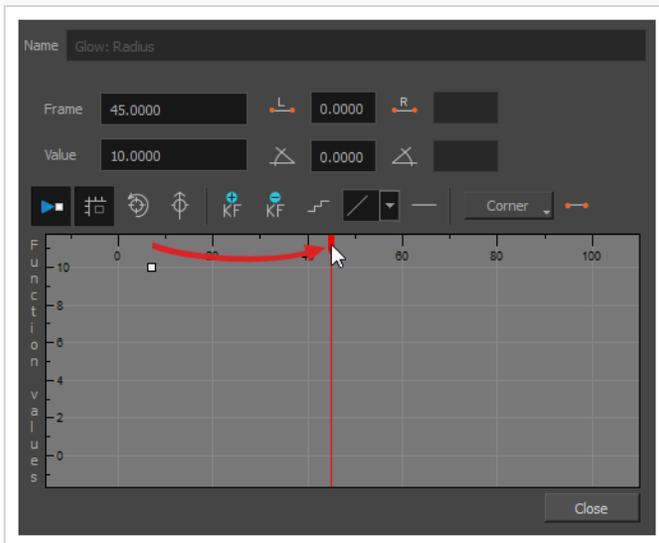 Name Glow: Radius
Frame 45.0000 L 0.0000 R
Value 10.0000 0.0000
KF KF Corner
Function values
0 20 40 60 80 100
10
8
6
4
2
0
Close